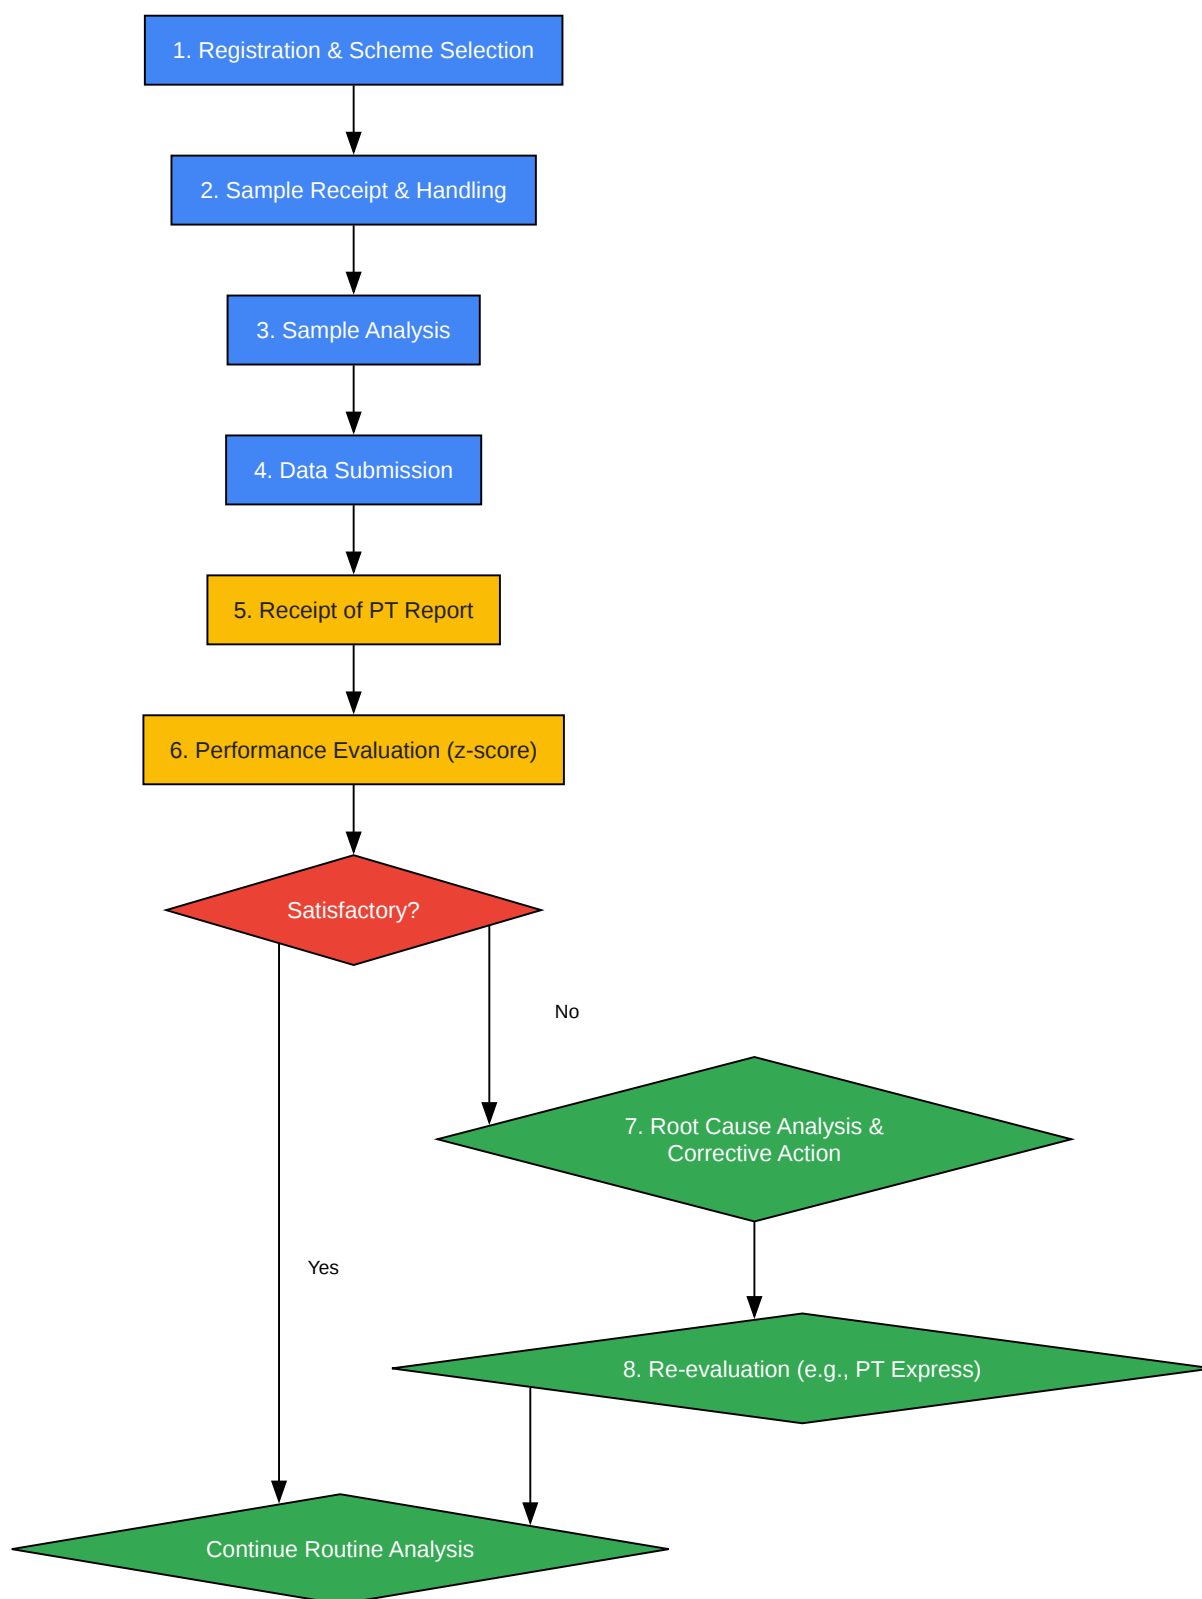 1. Registration & Scheme Selection
2. Sample Receipt & Handling
3. Sample Analysis
4. Data Submission
5. Receipt of PT Report
6. Performance Evaluation (z-score)
Satisfactory?
No
7. Root Cause Analysis &
Corrective Action
Yes
8. Re-evaluation (e.g., PT Express)
Continue Routine Analysis